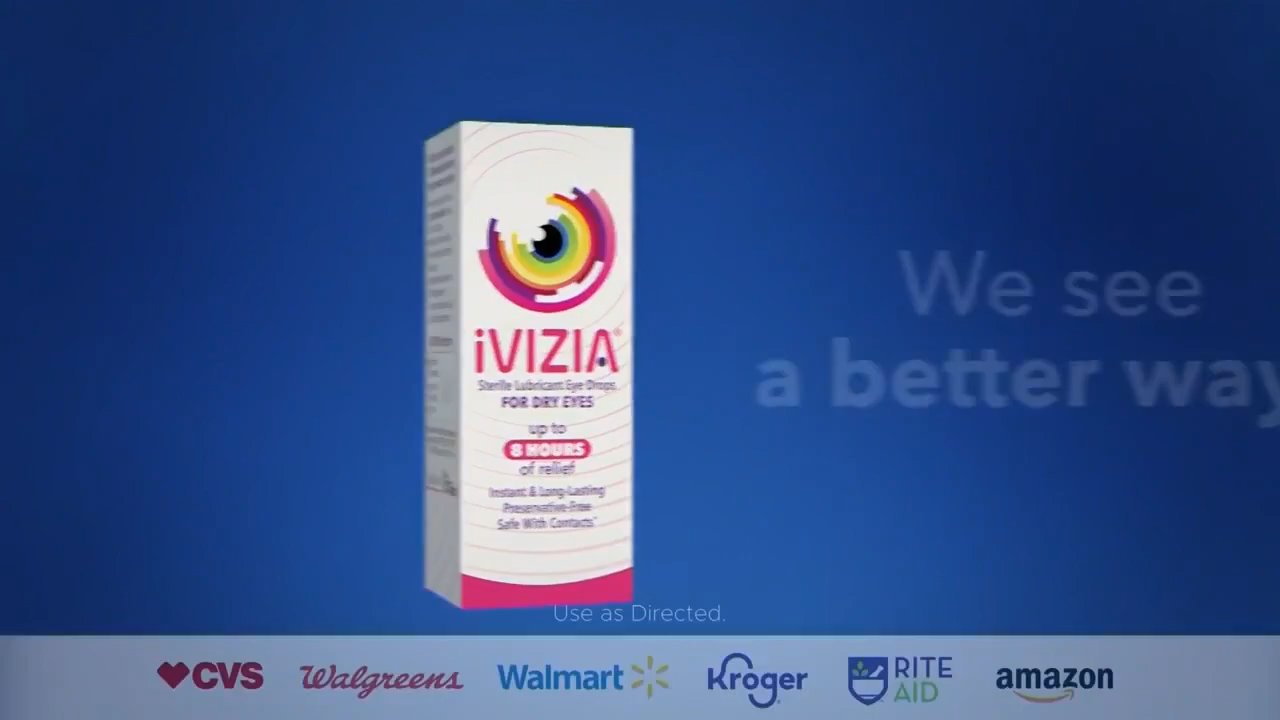 iVIZIA®
Sterile Lubricant Eye Drops
FOR DRY EYES
up to
8 HOURS
of relief
Instant & Long-Lasting
Preservative-Free
Safe With Contacts*
We see
a better way
Use as Directed.
CVS
Walgreens
Walmart
Kroger
RITE
AID
amazon